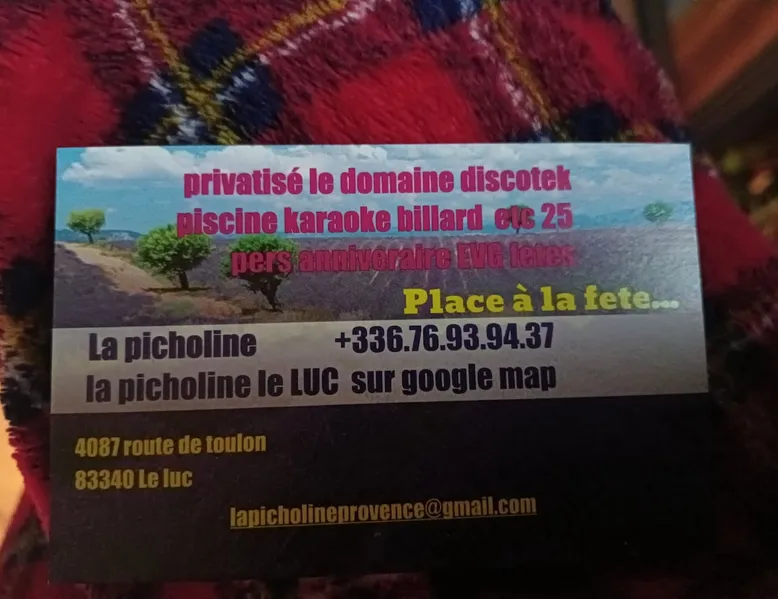 privatisé le domaine discotek
piscine karaoke billard etc 25
pers anniveraire EVG fetes
Place à la fete...
La picholine +336.76.93.94.37
la picholine le LUC sur google map
4087 route de toulon
83340 Le luc
lapicholineprovence@gmail.com